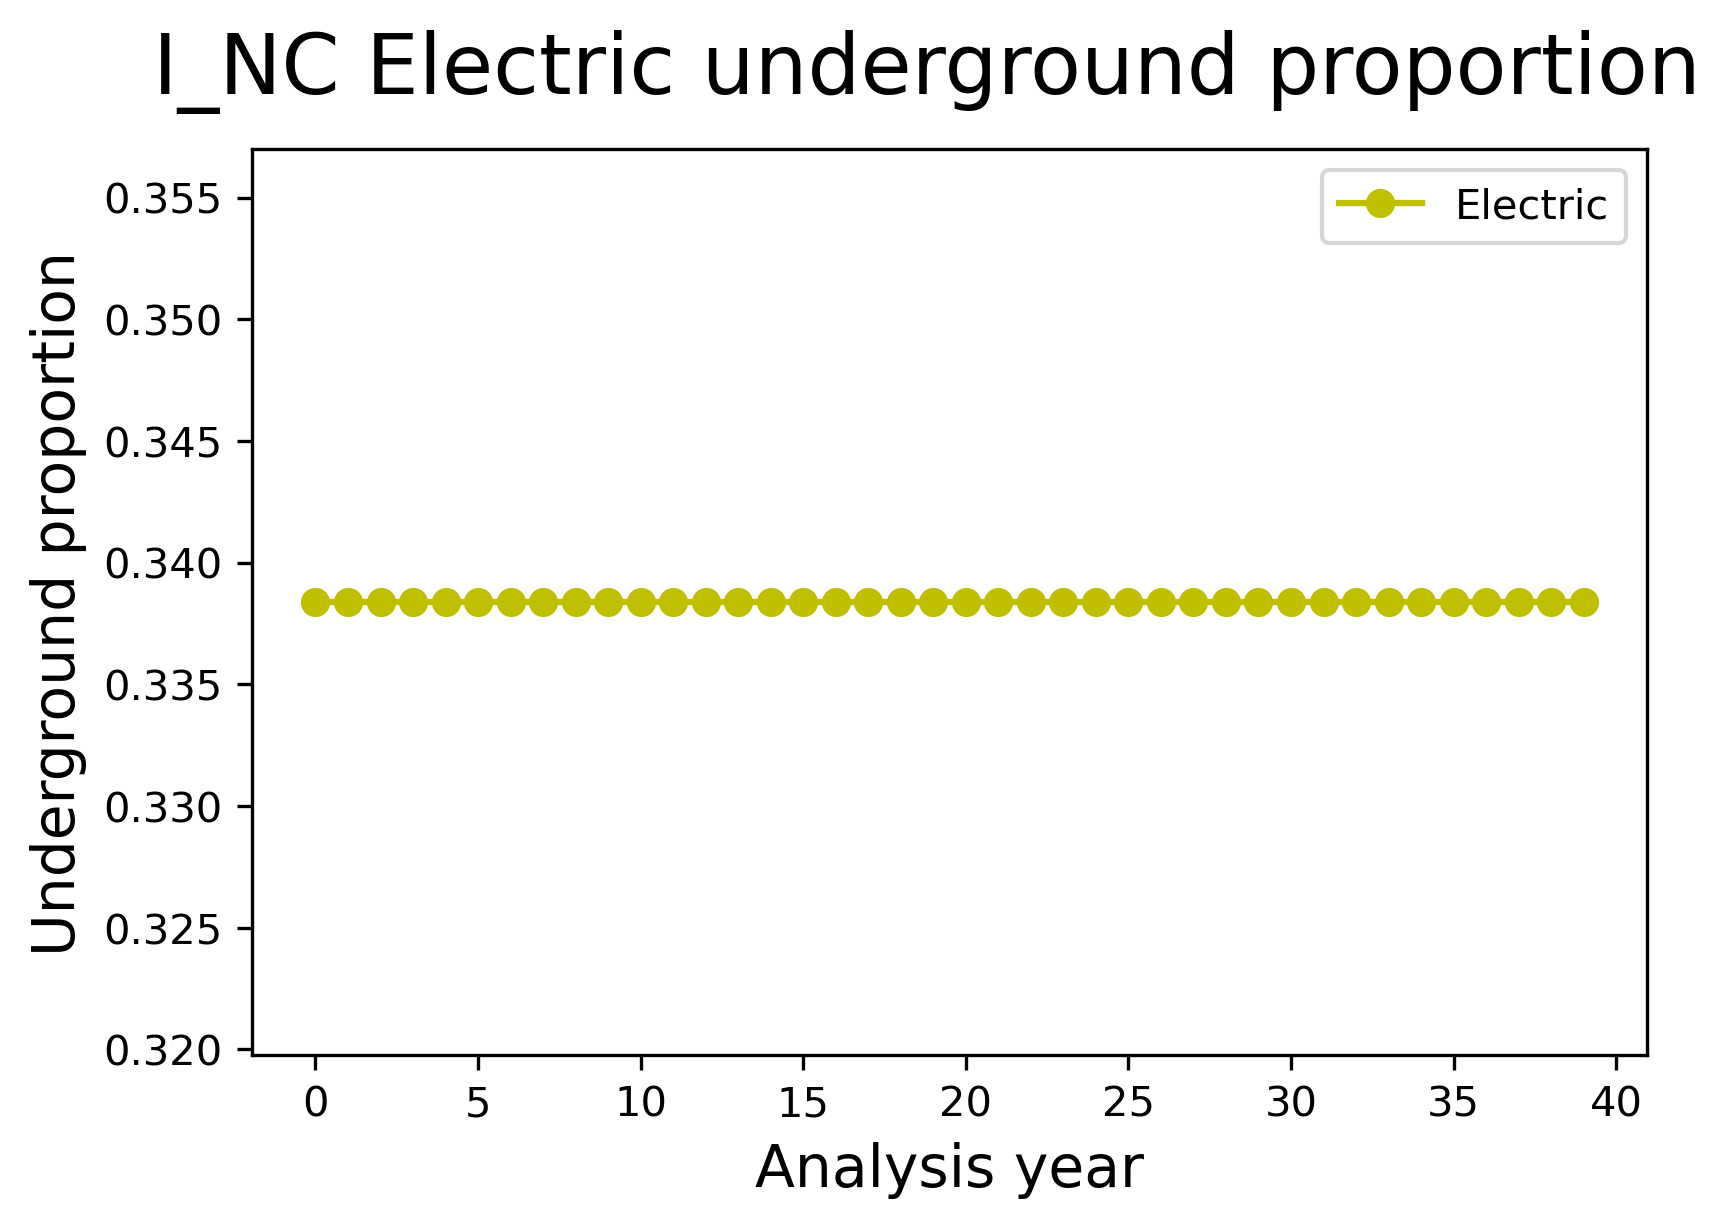 I_NC Electric underground proportion
Electric
Underground proportion
0.355
0.350
0.345
0.340
0.335
0.330
0.325
0.320
0 5 10 15 20 25 30 35 40
Analysis year